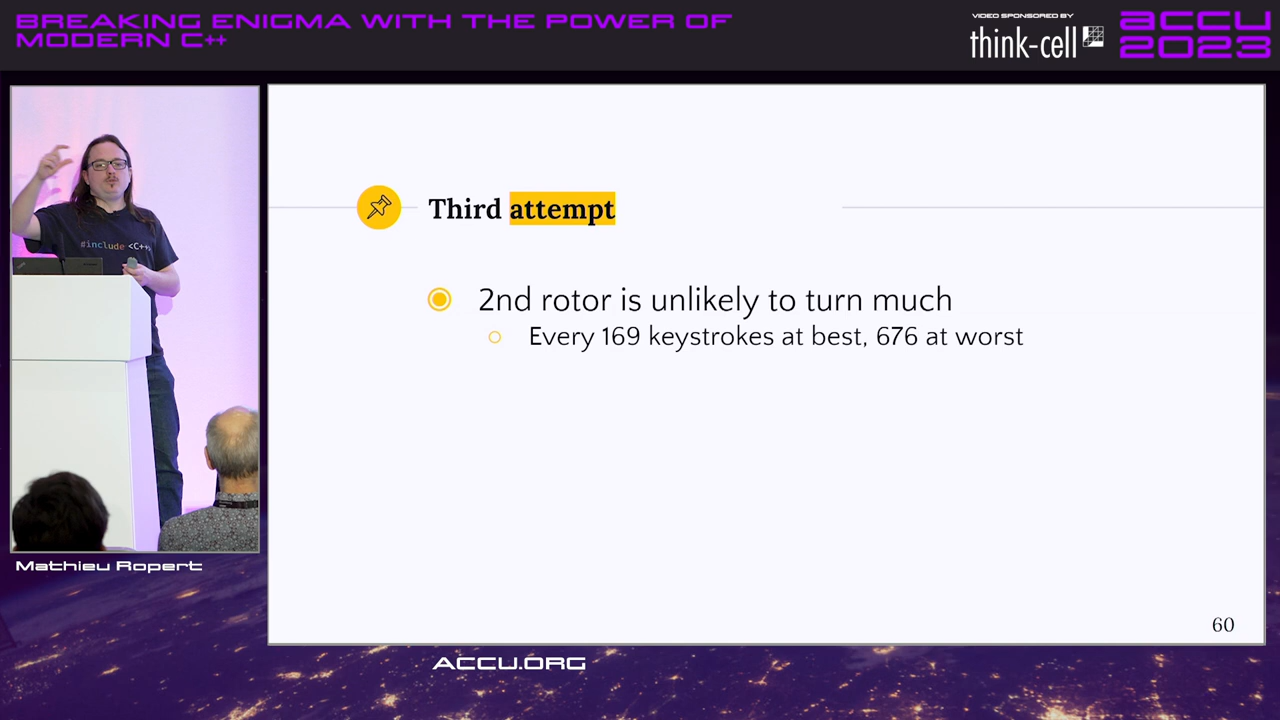 BREAKING ENIGMA WITH THE POWER OF
MODERN C++
VIDEO SPONSORED BY
think-cell
accu
2023
#include <C++>
Third attempt
2nd rotor is unlikely to turn much
Every 169 keystrokes at best, 676 at worst
60
Mathieu Ropert
ACCU.ORG